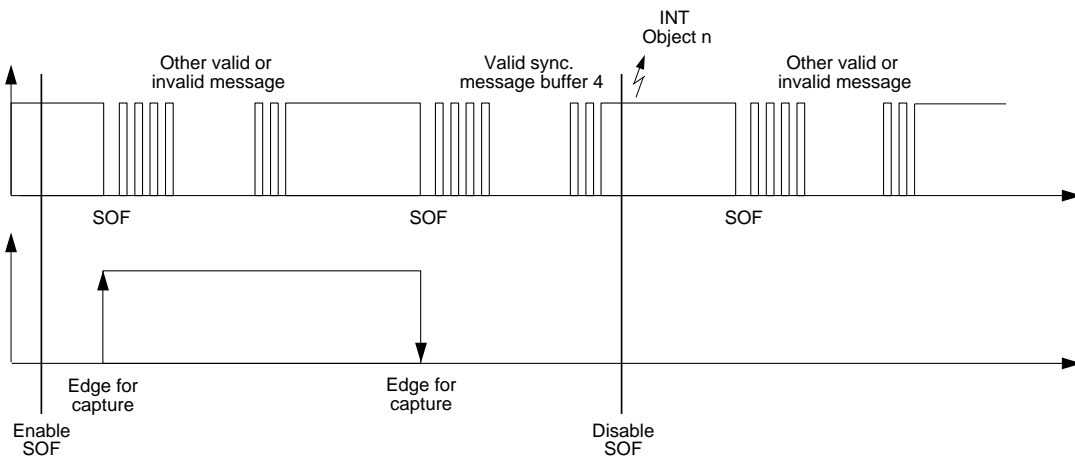 INT
Object n
Other valid or
invalid message
Valid sync.
message buffer 4
Other valid or
invalid message
SOF
SOF
SOF
Edge for
capture
Edge for
capture
Enable
SOF
Disable
SOF